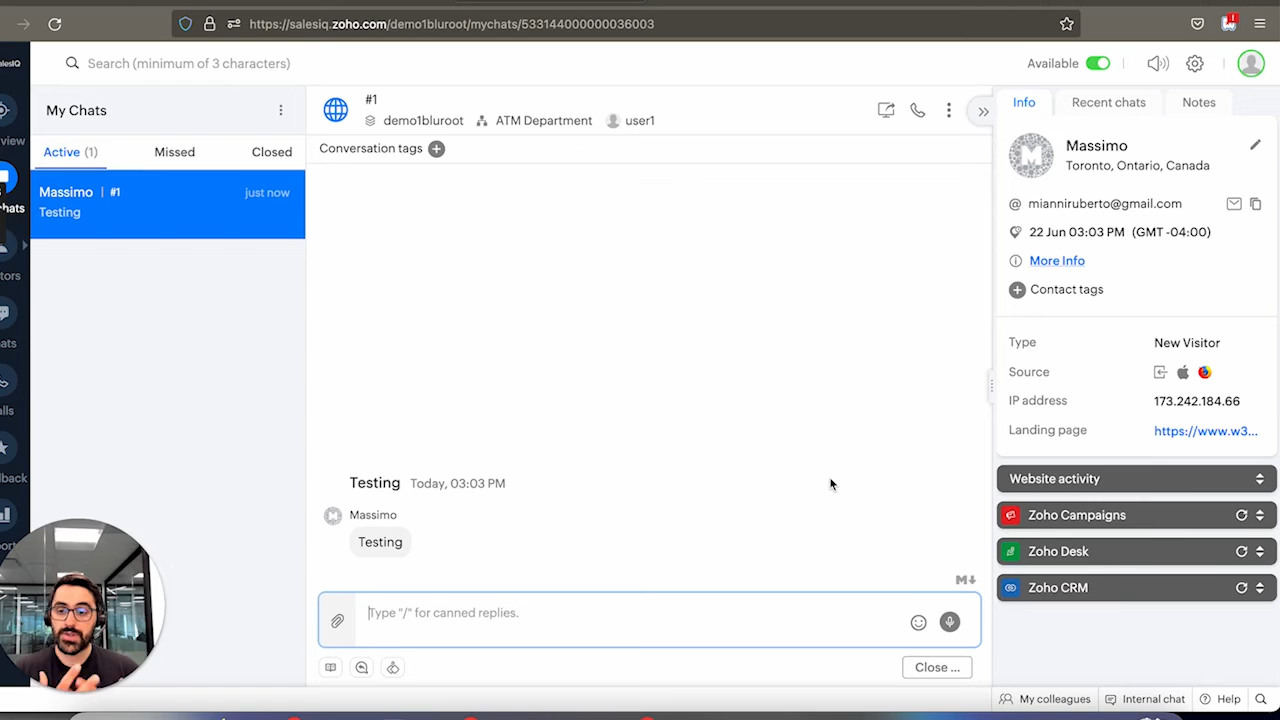 https://salesiq.zoho.com/demo1bluroot/mychats/533144000000036003
Search (minimum of 3 characters)
Available
My Chats
#1
demo1bluroot ATM Department user1
Info Recent chats Notes
Active (1) Missed Closed
Conversation tags
Massimo
Toronto, Ontario, Canada
Massimo | #1 just now
Testing
@ mianniruberto@gmail.com
22 Jun 03:03 PM (GMT -04:00)
More Info
Contact tags
Type New Visitor
Source
IP address 173.242.184.66
Landing page https://www.w3...
Website activity
Testing Today, 03:03 PM
Massimo
Testing
Zoho Campaigns
Zoho Desk
Zoho CRM
M
Type "/" for canned replies.
Close ...
My colleagues Internal chat Help